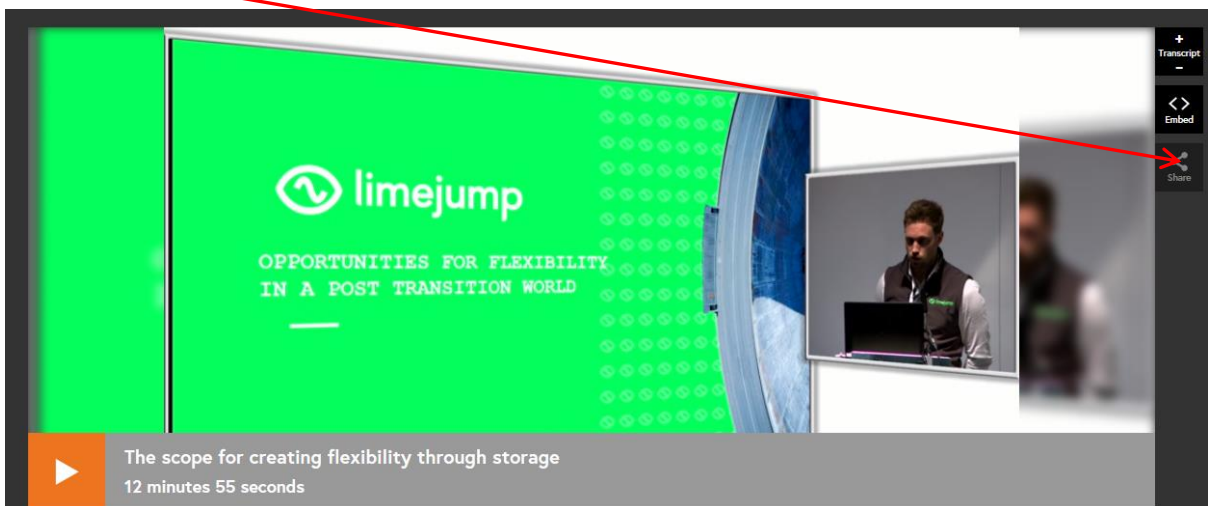 +
Transcript
–
<>
Embed
Share
limejump
OPPORTUNITIES FOR FLEXIBILITY
IN A POST TRANSITION WORLD
limejump
The scope for creating flexibility through storage
12 minutes 55 seconds